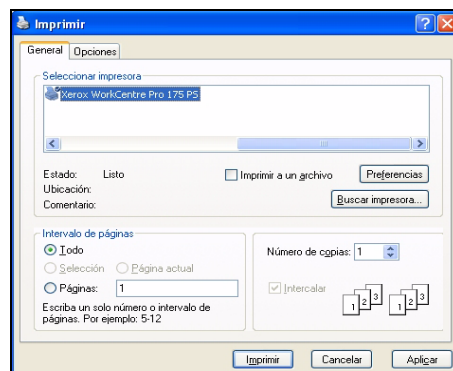 Imprimir
General Opciones
Seleccionar impresora
Xerox WorkCentre Pro 175 PS
Estado: Listo
Imprimir a un archivo Preferencias
Ubicación:
Comentario:
Buscar impresora...
Intervalo de páginas
Todo
Selección Página actual
Páginas: 1
Escriba un solo número o intervalo de
páginas. Por ejemplo: 5-12
Número de copias: 1
Intercalar
1 2 3 1 2 3
Imprimir Cancelar Aplicar